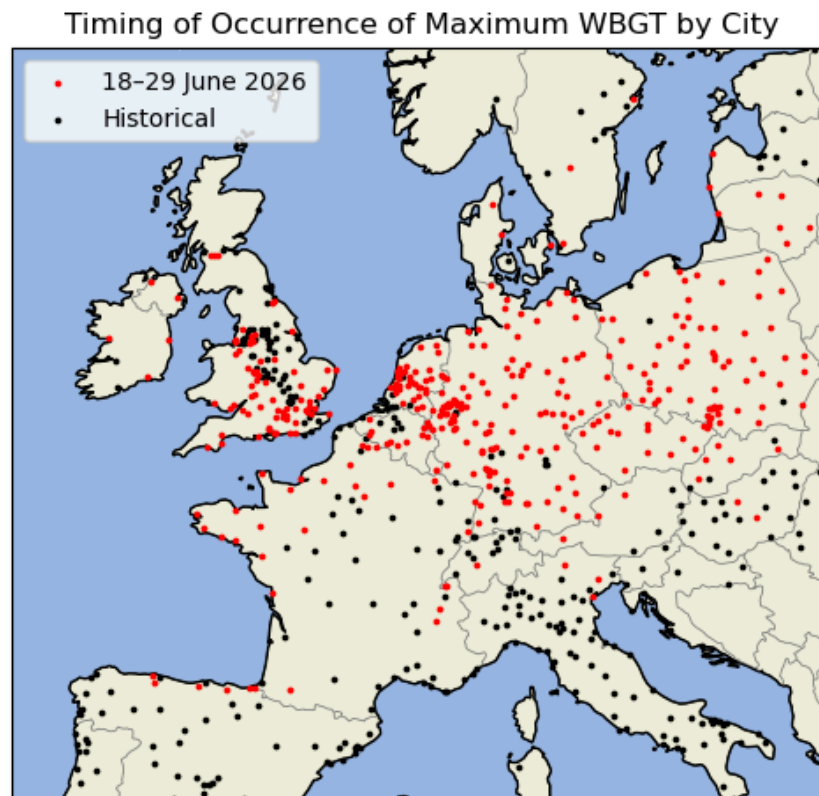 Timing of Occurrence of Maximum WBGT by City
18–29 June 2026
Historical